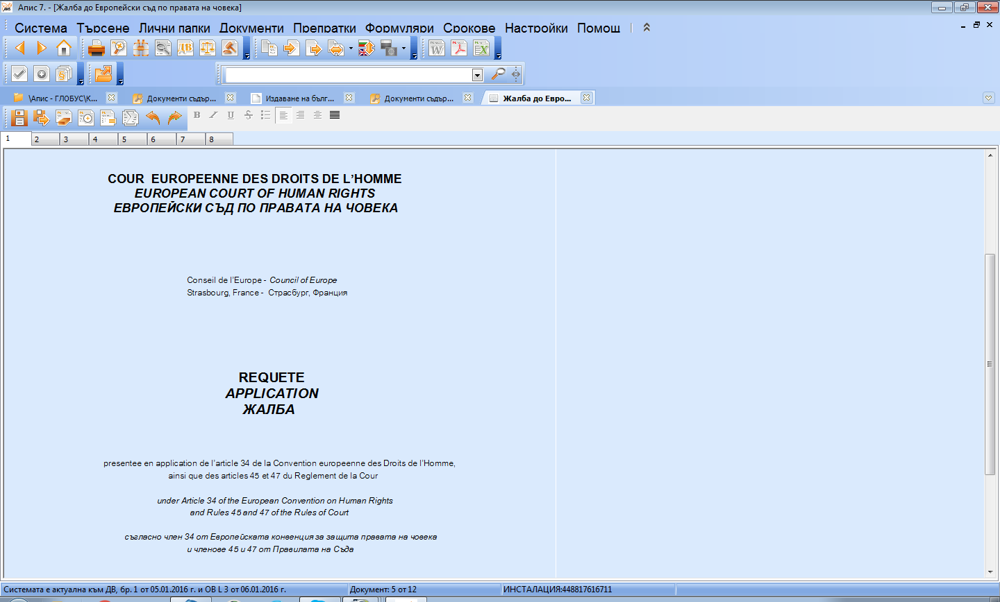 Апис 7. - [Жалба до Европейски съд по правата на човека]
Система Търсене Лични папки Документи Препратки Формуляри Срокове Настройки Помощ
\Апис - ГЛОБУС\К... Документи съдър... Издаване на бълг... Документи съдър... Жалба до Евро...
B I U S
1 2 3 4 5 6 7 8
COUR EUROPEENNE DES DROITS DE L’HOMME
EUROPEAN COURT OF HUMAN RIGHTS
ЕВРОПЕЙСКИ СЪД ПО ПРАВАТА НА ЧОВЕКА
Conseil de l’Europe - Council of Europe
Strasbourg, France - Страсбург, Франция
REQUETE
APPLICATION
ЖАЛБА
presentee en application de l’article 34 de la Convention europeenne des Droits de l’Homme,
ainsi que des articles 45 et 47 du Reglement de la Cour
under Article 34 of the European Convention on Human Rights
and Rules 45 and 47 of the Rules of Court
съгласно член 34 от Европейската конвенция за защита правата на човека
и членове 45 и 47 от Правилата на Съда
Системата е актуална към ДВ, бр. 1 от 05.01.2016 г. и ОВ L 3 от 06.01.2016 г. Документ: 5 от 12 ИНСТАЛАЦИЯ:448817616711